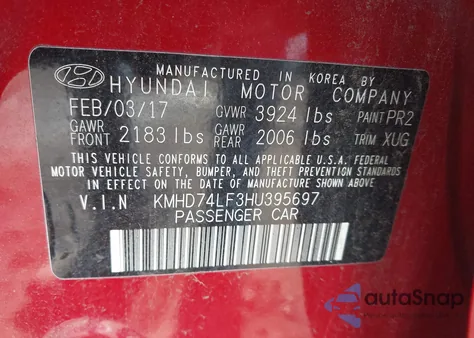 MANUFACTURED IN KOREA BY
HYUNDAI MOTOR COMPANY
FEB/03/17 GVWR 3924 lbs PAINT PR2
GAWR FRONT 2183 lbs GAWR REAR 2006 lbs TRIM XUG
THIS VEHICLE CONFORMS TO ALL APPLICABLE U.S.A. FEDERAL
MOTOR VEHICLE SAFETY, BUMPER, AND THEFT PREVENTION STANDARDS
IN EFFECT ON THE DATE OF MANUFACTURE SHOWN ABOVE.
V.I.N KMHD74LF3HU395697
PASSENGER CAR
autoSnap